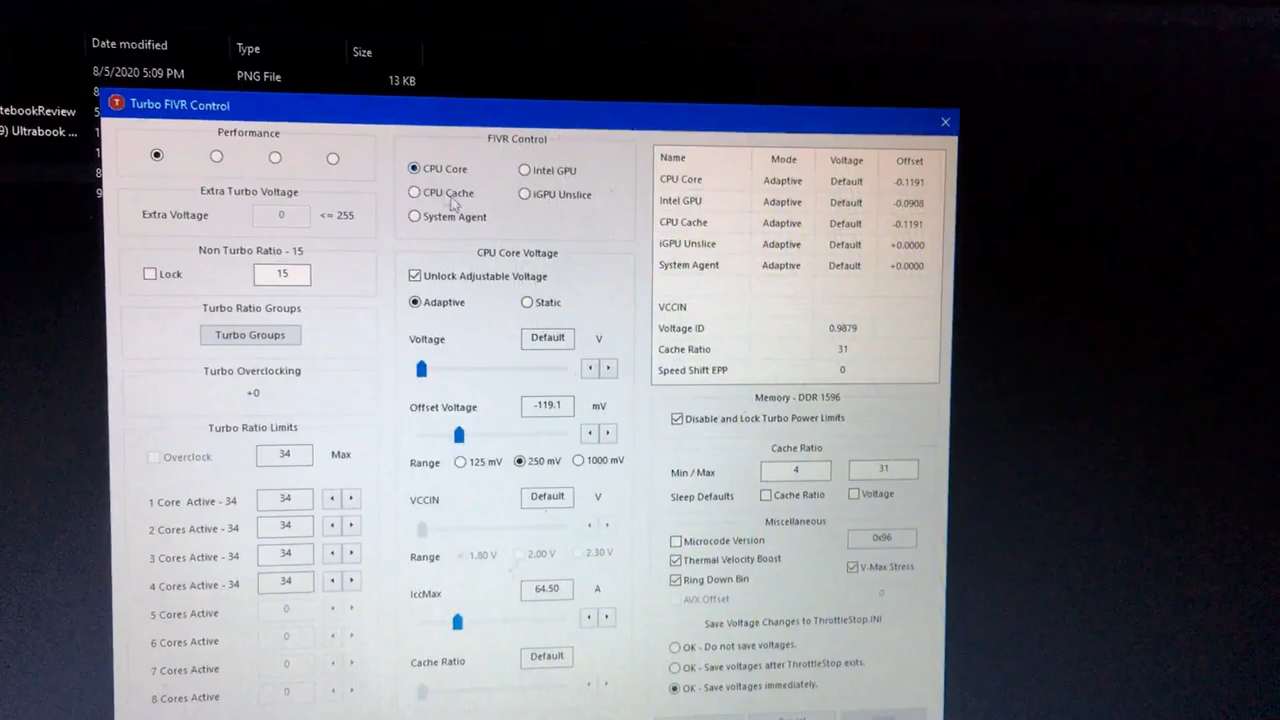 Date modified Type Size
8/5/2020 5:09 PM PNG File 13 KB
tebookReview
9) Ultrabook ...
T Turbo FIVR Control
Performance
Extra Turbo Voltage
Extra Voltage 0 <= 255
Non Turbo Ratio - 15
Lock 15
Turbo Ratio Groups
Turbo Groups
Turbo Overclocking
+0
Turbo Ratio Limits
Overclock 34 Max
1 Core Active - 34 34
2 Cores Active - 34 34
3 Cores Active - 34 34
4 Cores Active - 34 34
5 Cores Active 0
6 Cores Active 0
7 Cores Active 0
8 Cores Active 0
FIVR Control
CPU Core Intel GPU
CPU Cache iGPU Unslice
System Agent
CPU Core Voltage
Unlock Adjustable Voltage
Adaptive Static
Voltage Default V
Offset Voltage -119.1 mV
Range 125 mV 250 mV 1000 mV
VCCIN Default V
Range 1.80 V 2.00 V 2.30 V
IccMax 64.50 A
Cache Ratio Default
Name Mode Voltage Offset
CPU Core Adaptive Default -0.1191
Intel GPU Adaptive Default -0.0908
CPU Cache Adaptive Default -0.1191
iGPU Unslice Adaptive Default +0.0000
System Agent Adaptive Default +0.0000
VCCIN
Voltage ID 0.9879
Cache Ratio 31
Speed Shift EPP 0
Memory - DDR 1596
Disable and Lock Turbo Power Limits
Cache Ratio
Min / Max 4 31
Sleep Defaults Cache Ratio Voltage
Miscellaneous
Microcode Version 0x96
Thermal Velocity Boost V-Max Stress
Ring Down Bin
AVX Offset 0
Save Voltage Changes to ThrottleStop.INI
OK - Do not save voltages.
OK - Save voltages after ThrottleStop exits.
OK - Save voltages immediately.